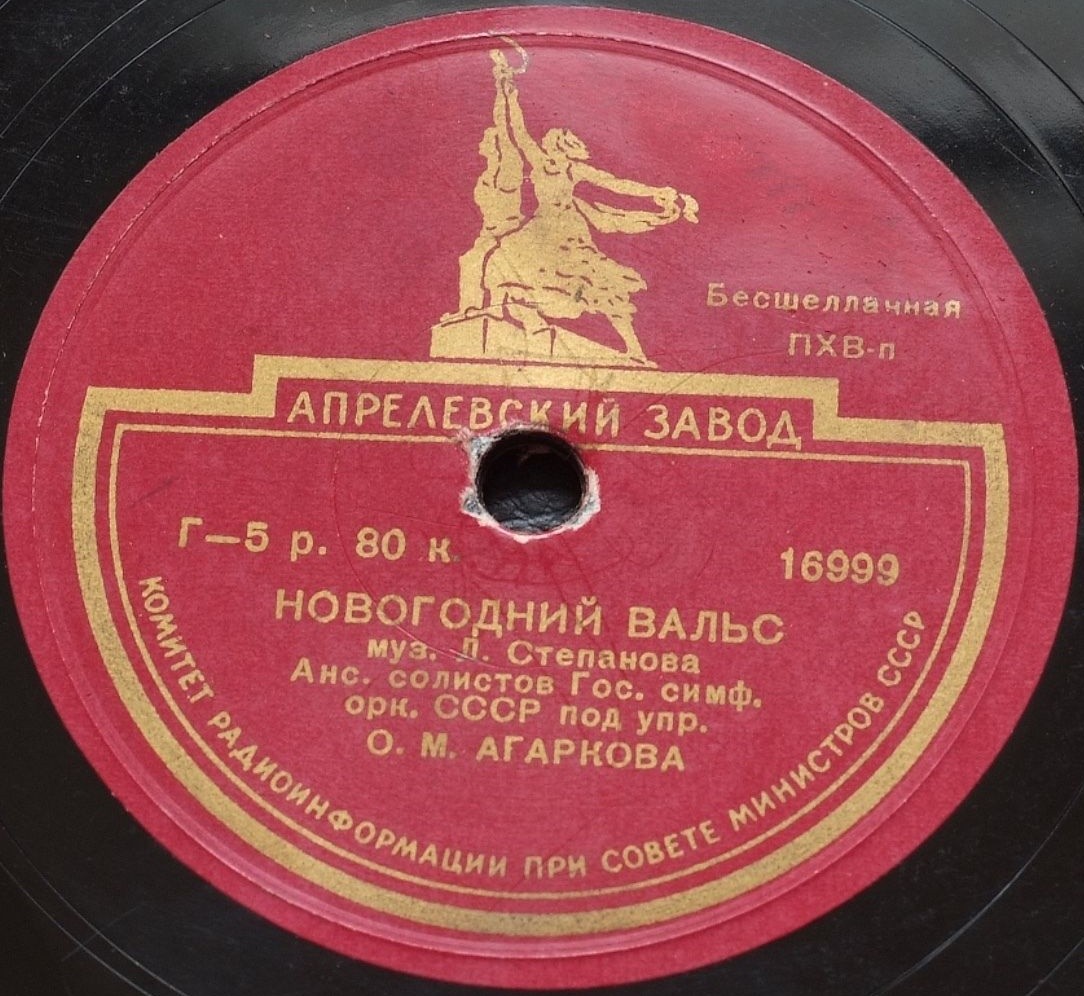 Бесшеллачная
ПХВ-п
АПРЕЛЕВСКИЙ ЗАВОД
Г—5 р. 80 к.
16999
НОВОГОДНИЙ ВАЛЬС
муз. Л. Степанова
Анс. солистов Гос. симф.
орк. СССР под упр.
О. М. АГАРКОВА
КОМИТЕТ РАДИОИНФОРМАЦИИ ПРИ СОВЕТЕ МИНИСТРОВ СССР